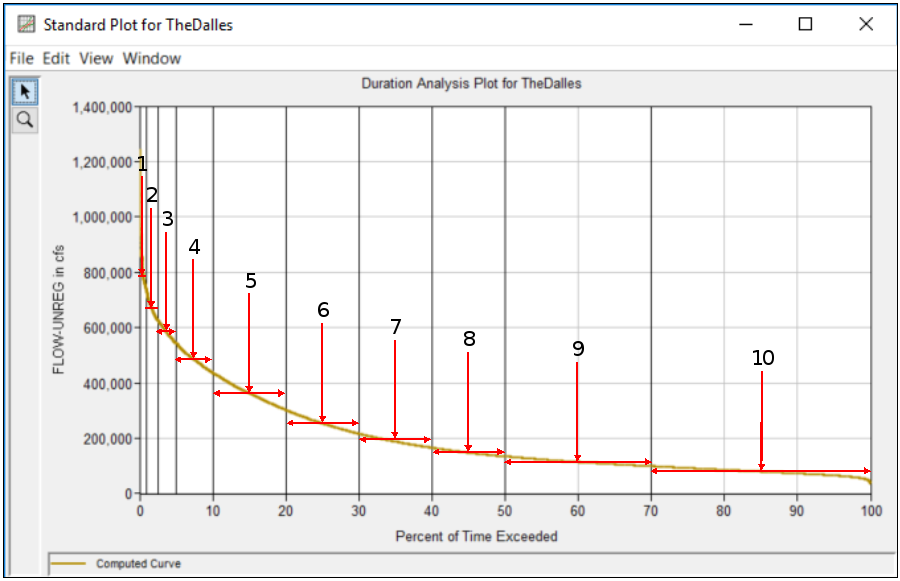 Standard Plot for TheDalles
File Edit View Window
Duration Analysis Plot for TheDalles
1,400,000
1,200,000
1,000,000
800,000
600,000
400,000
200,000
0
FLOW-UNREG in cfs
1
2
3
4
5
6
7
8
9
10
0 10 20 30 40 50 60 70 80 90 100
Percent of Time Exceeded
Computed Curve